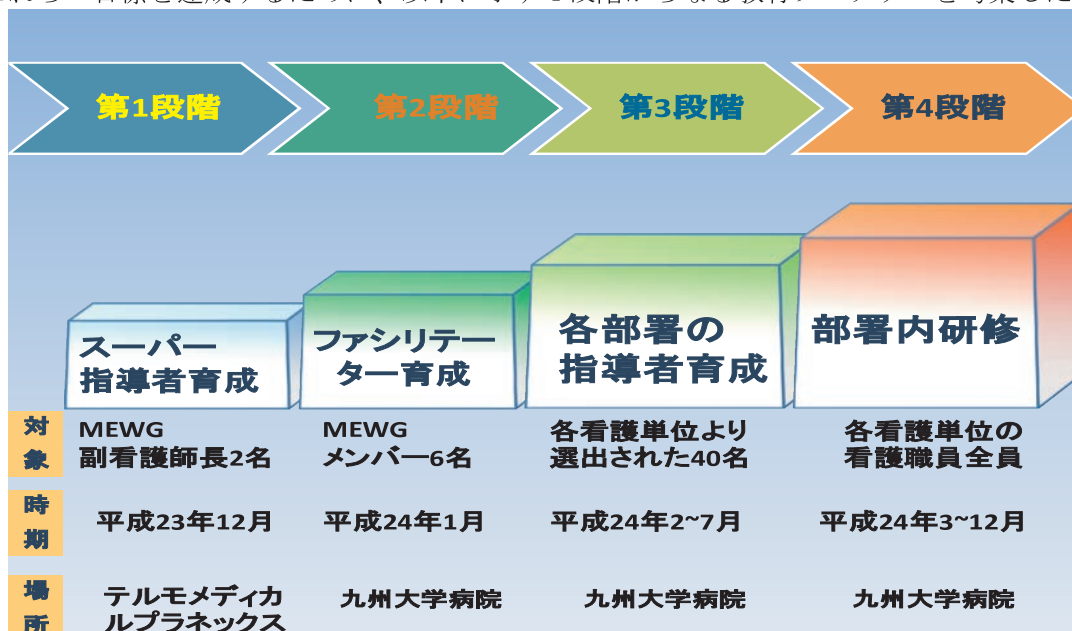 第1段階
第2段階
第3段階
第4段階
スーパー
指導者育成
ファシリテー
ター育成
各部署の
指導者育成
部署内研修
対象
MEWG
副看護師長2名
MEWG
メンバー6名
各看護単位より
選出された40名
各看護単位の
看護職員全員
時期
平成23年12月
平成24年1月
平成24年2~7月
平成24年3~12月
場所
テルモメディカ
ルプラネックス
九州大学病院
九州大学病院
九州大学病院